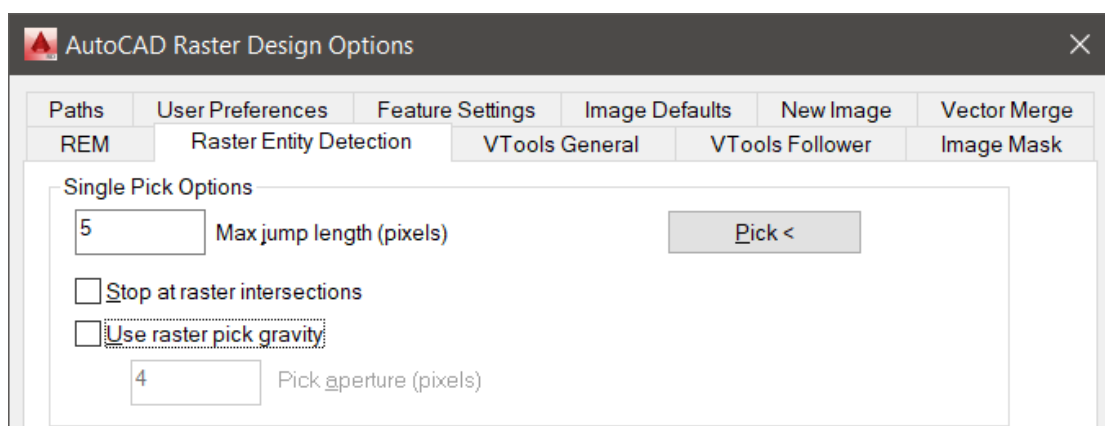 AutoCAD Raster Design Options
Paths User Preferences Feature Settings Image Defaults New Image Vector Merge
REM Raster Entity Detection VTools General VTools Follower Image Mask
Single Pick Options
5 Max jump length (pixels) Pick <
Stop at raster intersections
Use raster pick gravity
4 Pick aperture (pixels)